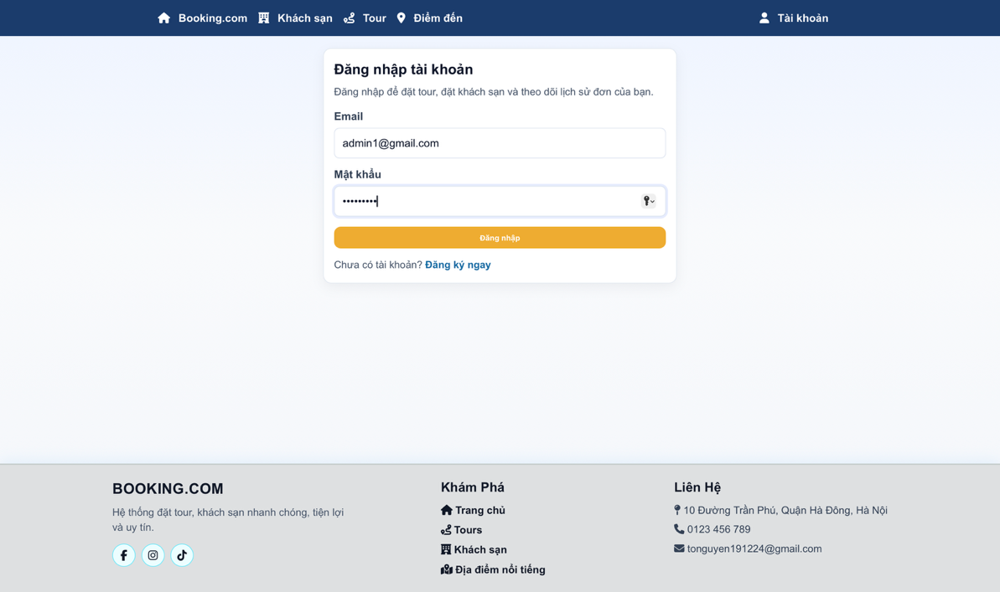 Booking.com Khách sạn Tour Điểm đến Tài khoản
Đăng nhập tài khoản
Đăng nhập để đặt tour, đặt khách sạn và theo dõi lịch sử đơn của bạn.
Email
admin1@gmail.com
Mật khẩu
•••••••••
Đăng nhập
Chưa có tài khoản? Đăng ký ngay
BOOKING.COM
Hệ thống đặt tour, khách sạn nhanh chóng, tiện lợi
và uy tín.
Khám Phá
Trang chủ
Tours
Khách sạn
Địa điểm nổi tiếng
Liên Hệ
10 Đường Trần Phú, Quận Hà Đông, Hà Nội
0123 456 789
tonguyen191224@gmail.com